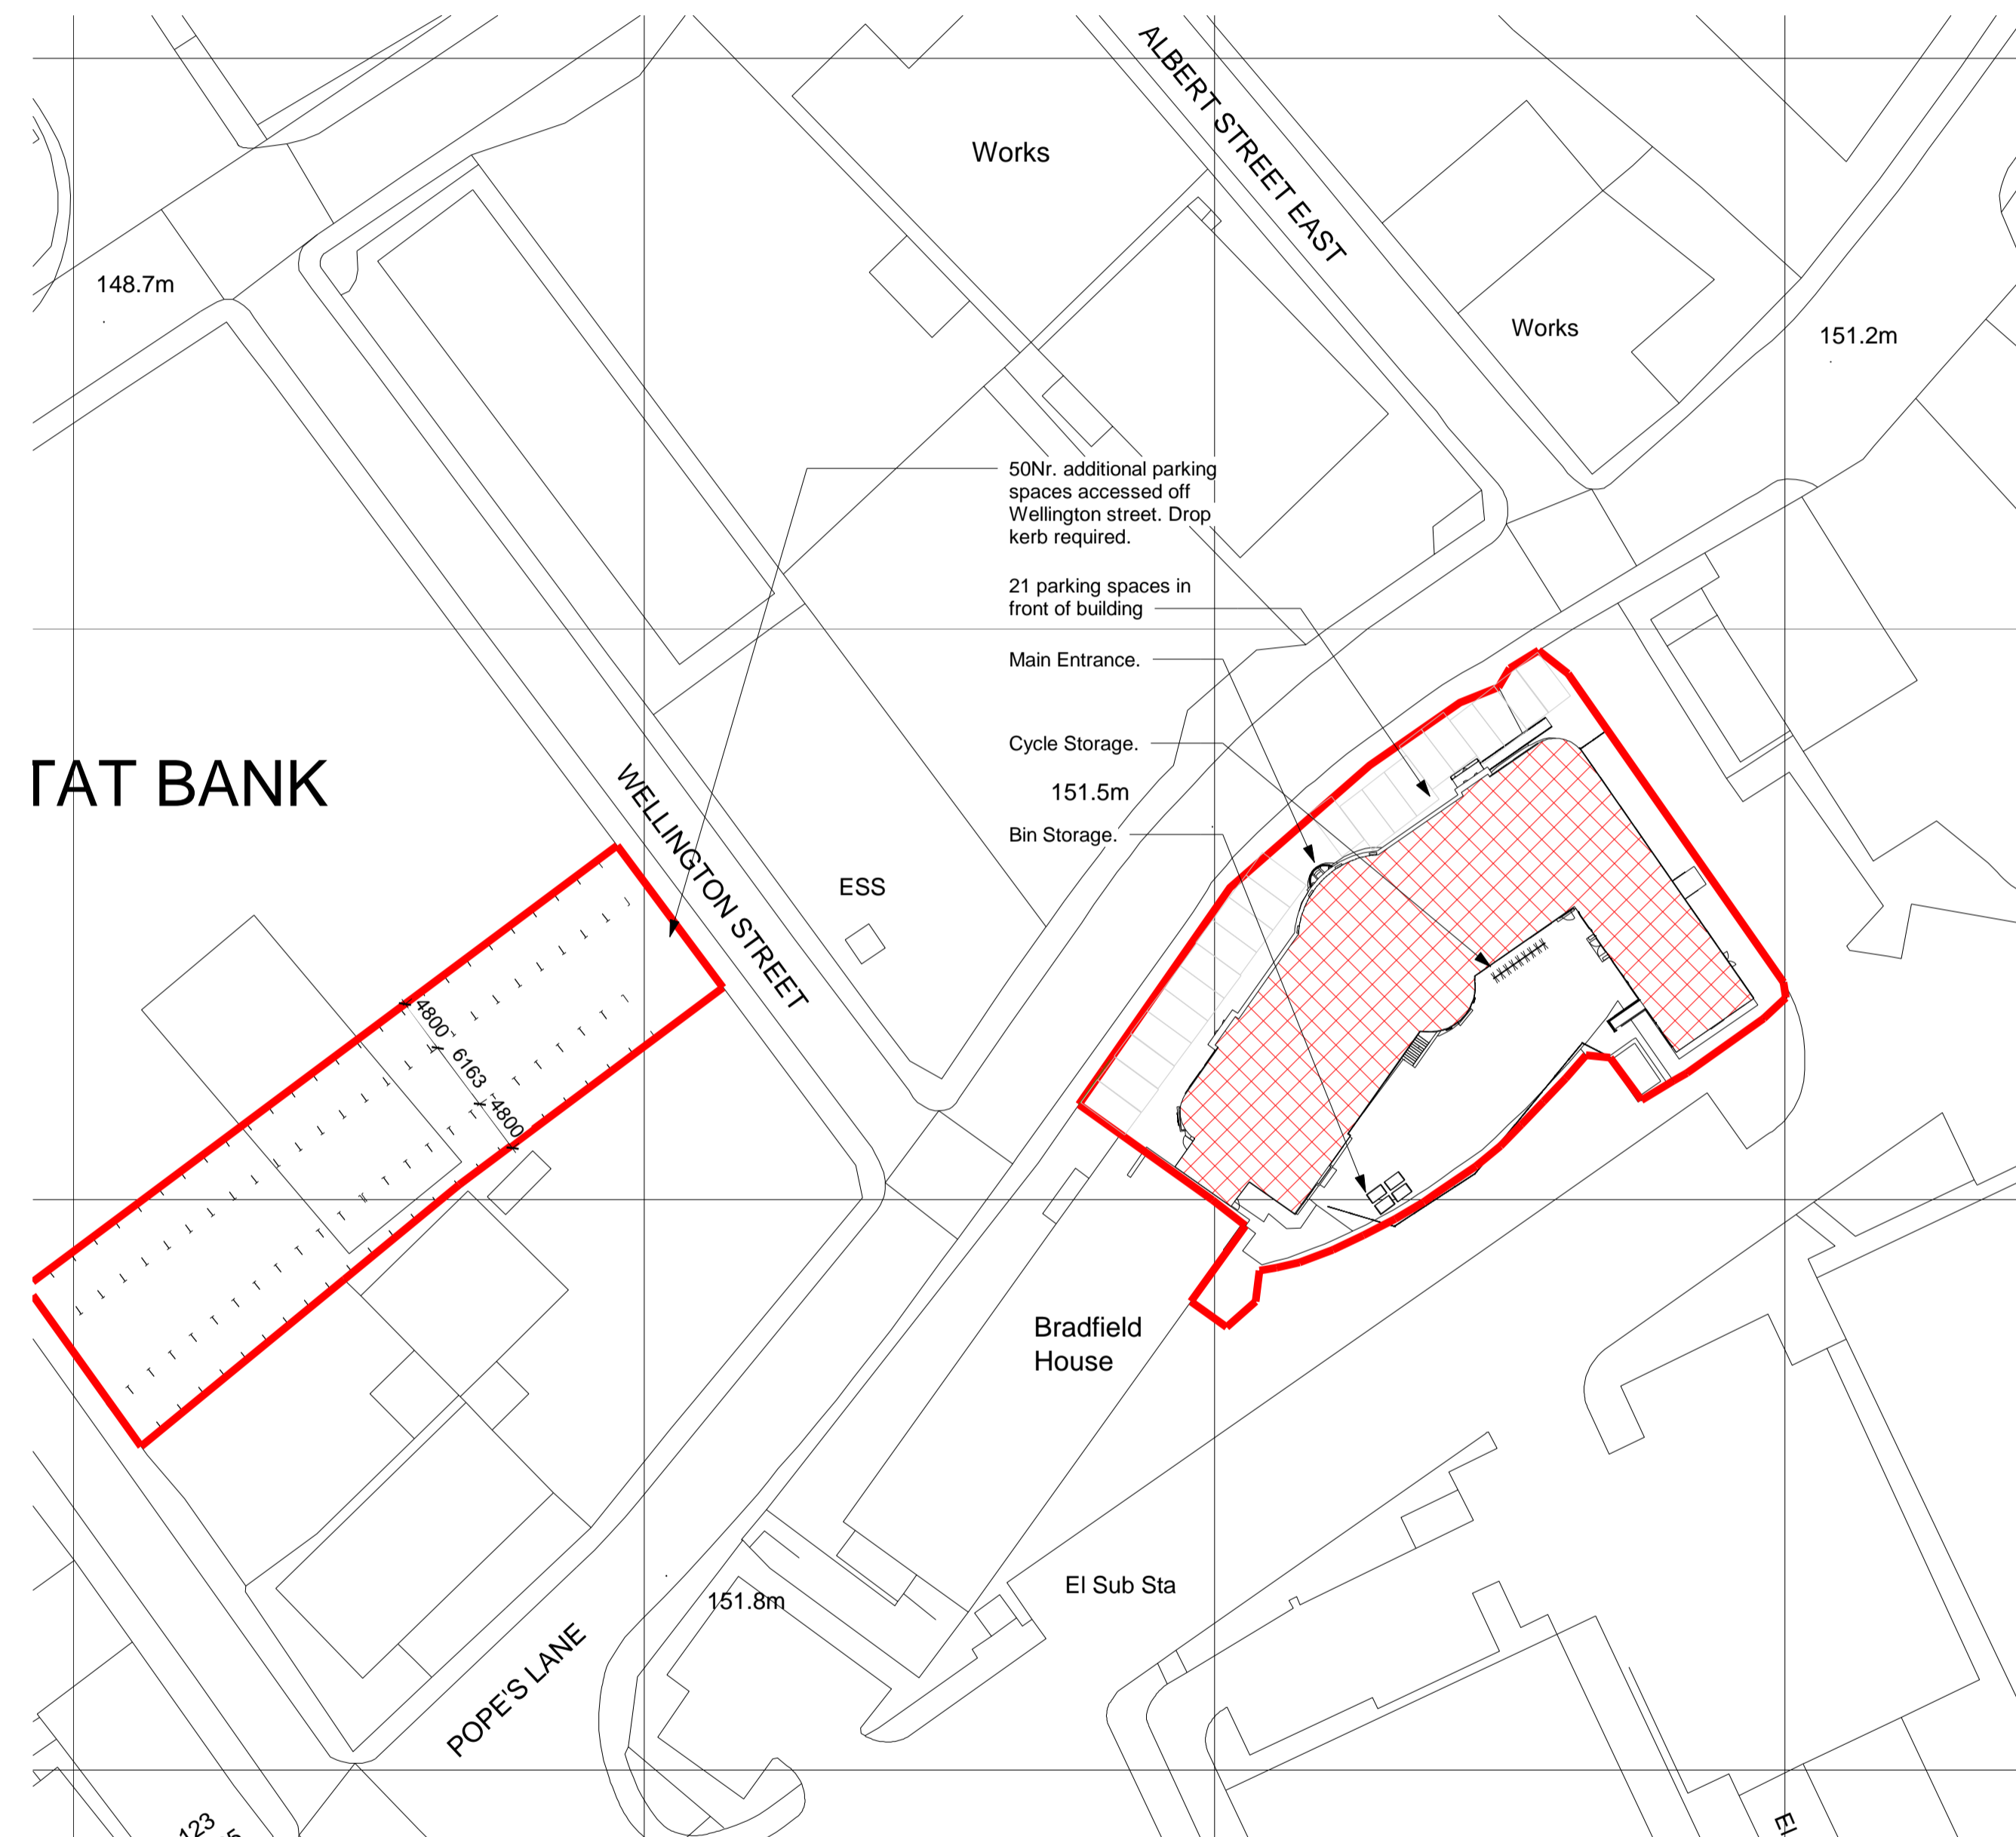 ALBERT STREET EAST
Works
148.7m
Works
151.2m
50Nr. additional parking
spaces accessed off
Wellington street. Drop
kerb required.
21 parking spaces in
front of building
Main Entrance.
Cycle Storage.
151.5m
Bin Storage.
TAT BANK
WELLINGTON STREET
ESS
4800
6163
4800
Bradfield
House
El Sub Sta
151.8m
POPE'S LANE
123
El